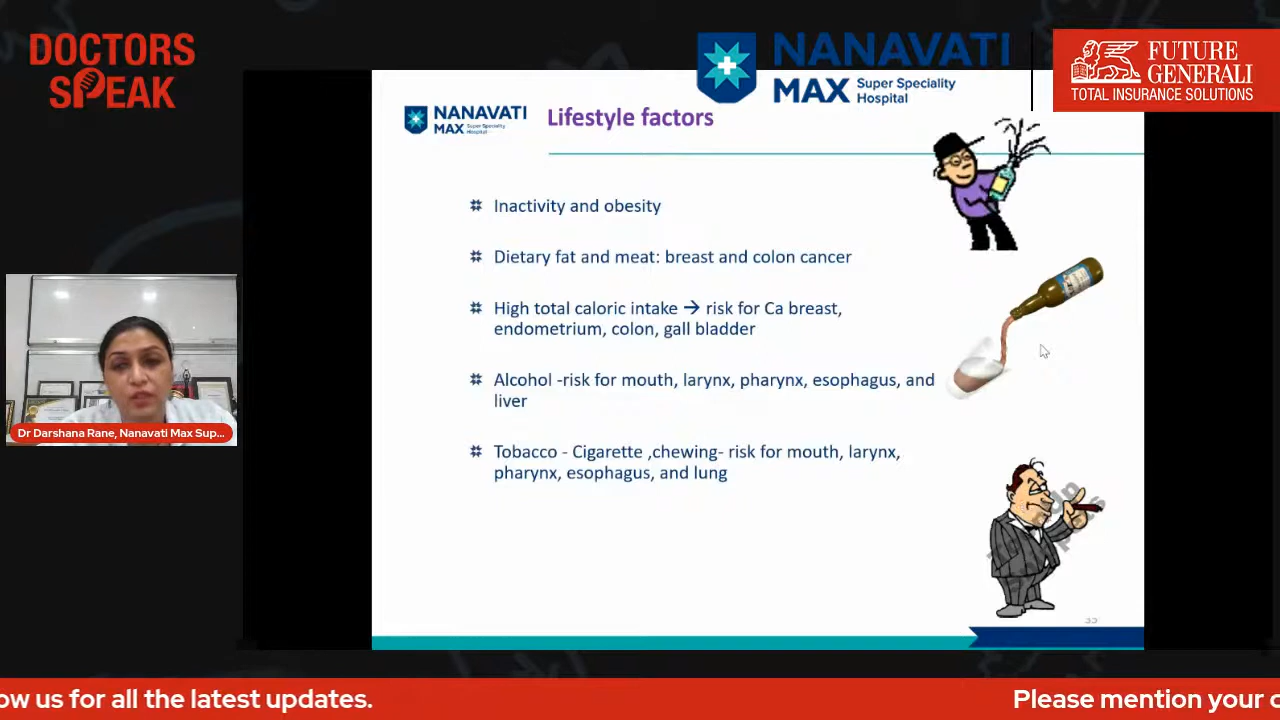 DOCTORS
SPEAK
NANAVATI
MAX Super Speciality
Hospital
FUTURE
GENERALI
TOTAL INSURANCE SOLUTIONS
NANAVATI
MAX Super Speciality
Hospital
Lifestyle factors
Inactivity and obesity
Dietary fat and meat: breast and colon cancer
High total caloric intake → risk for Ca breast,
endometrium, colon, gall bladder
Alcohol -risk for mouth, larynx, pharynx, esophagus, and
liver
Tobacco - Cigarette ,chewing- risk for mouth, larynx,
pharynx, esophagus, and lung
Dr Darshana Rane, Nanavati Max Sup...
ow us for all the latest updates.
Please mention your